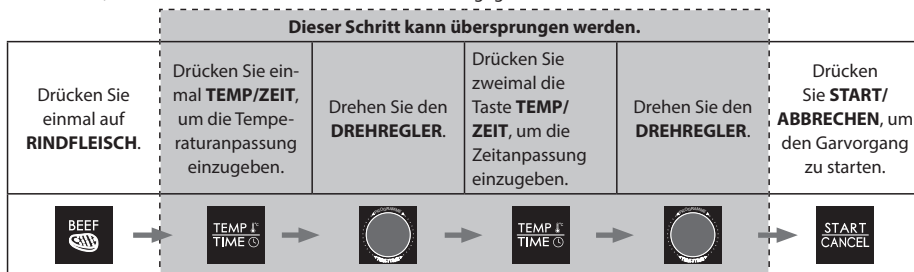 Dieser Schritt kann übersprungen werden.
Drücken Sie
einmal auf
RINDFLEISCH.
Drücken Sie ein-
mal TEMP/ZEIT,
um die Tempe-
raturanpassung
einzugeben.
Drehen Sie den
DREHREGLER.
Drücken Sie
zweimal die
Taste TEMP/
ZEIT, um die
Zeitanpassung
einzugeben.
Drehen Sie den
DREHREGLER.
Drücken
Sie START/
ABBRECHEN, um
den Garvorgang
zu starten.
BEEF
TEMP
TIME
TEMP
TIME
START
CANCEL